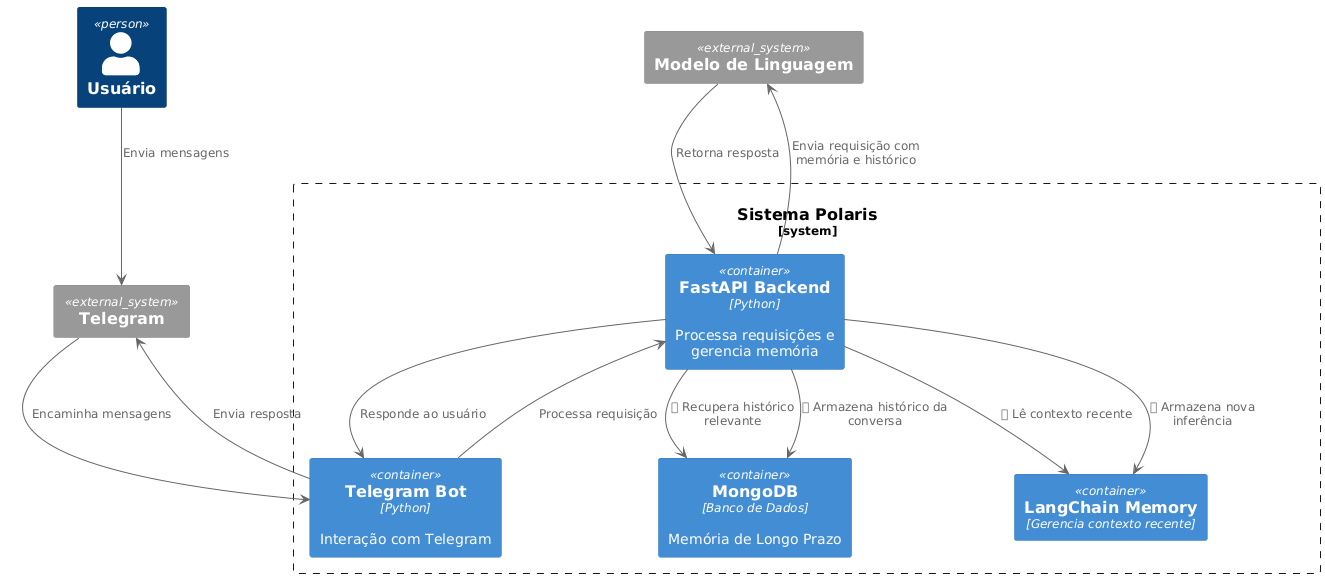 «person»
Usuário
«external_system»
Modelo de Linguagem
Envia mensagens
Retorna resposta
Envia requisição com
memória e histórico
Sistema Polaris
[system]
«container»
FastAPI Backend
[Python]
Processa requisições e
gerencia memória
«external_system»
Telegram
Encaminha mensagens
Envia resposta
Responde ao usuário
Processa requisição
Recupera histórico
relevante
Armazena histórico da
conversa
Lê contexto recente
Armazena nova
inferência
«container»
Telegram Bot
[Python]
Interação com Telegram
«container»
MongoDB
[Banco de Dados]
Memória de Longo Prazo
«container»
LangChain Memory
[Gerencia contexto recente]